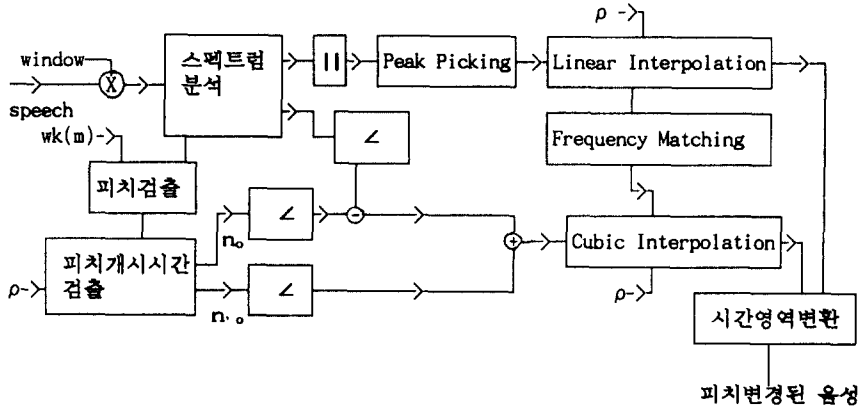 ρ
window
X
speech
wk(m)
스펙트럼
분석
||
Peak Picking
Linear Interpolation
∠
Frequency Matching
피치검출
n₀
∠
-
+
Cubic Interpolation
ρ
피치개시시간
검출
ρ
n'₀
∠
시간영역변환
피치변경된 음성